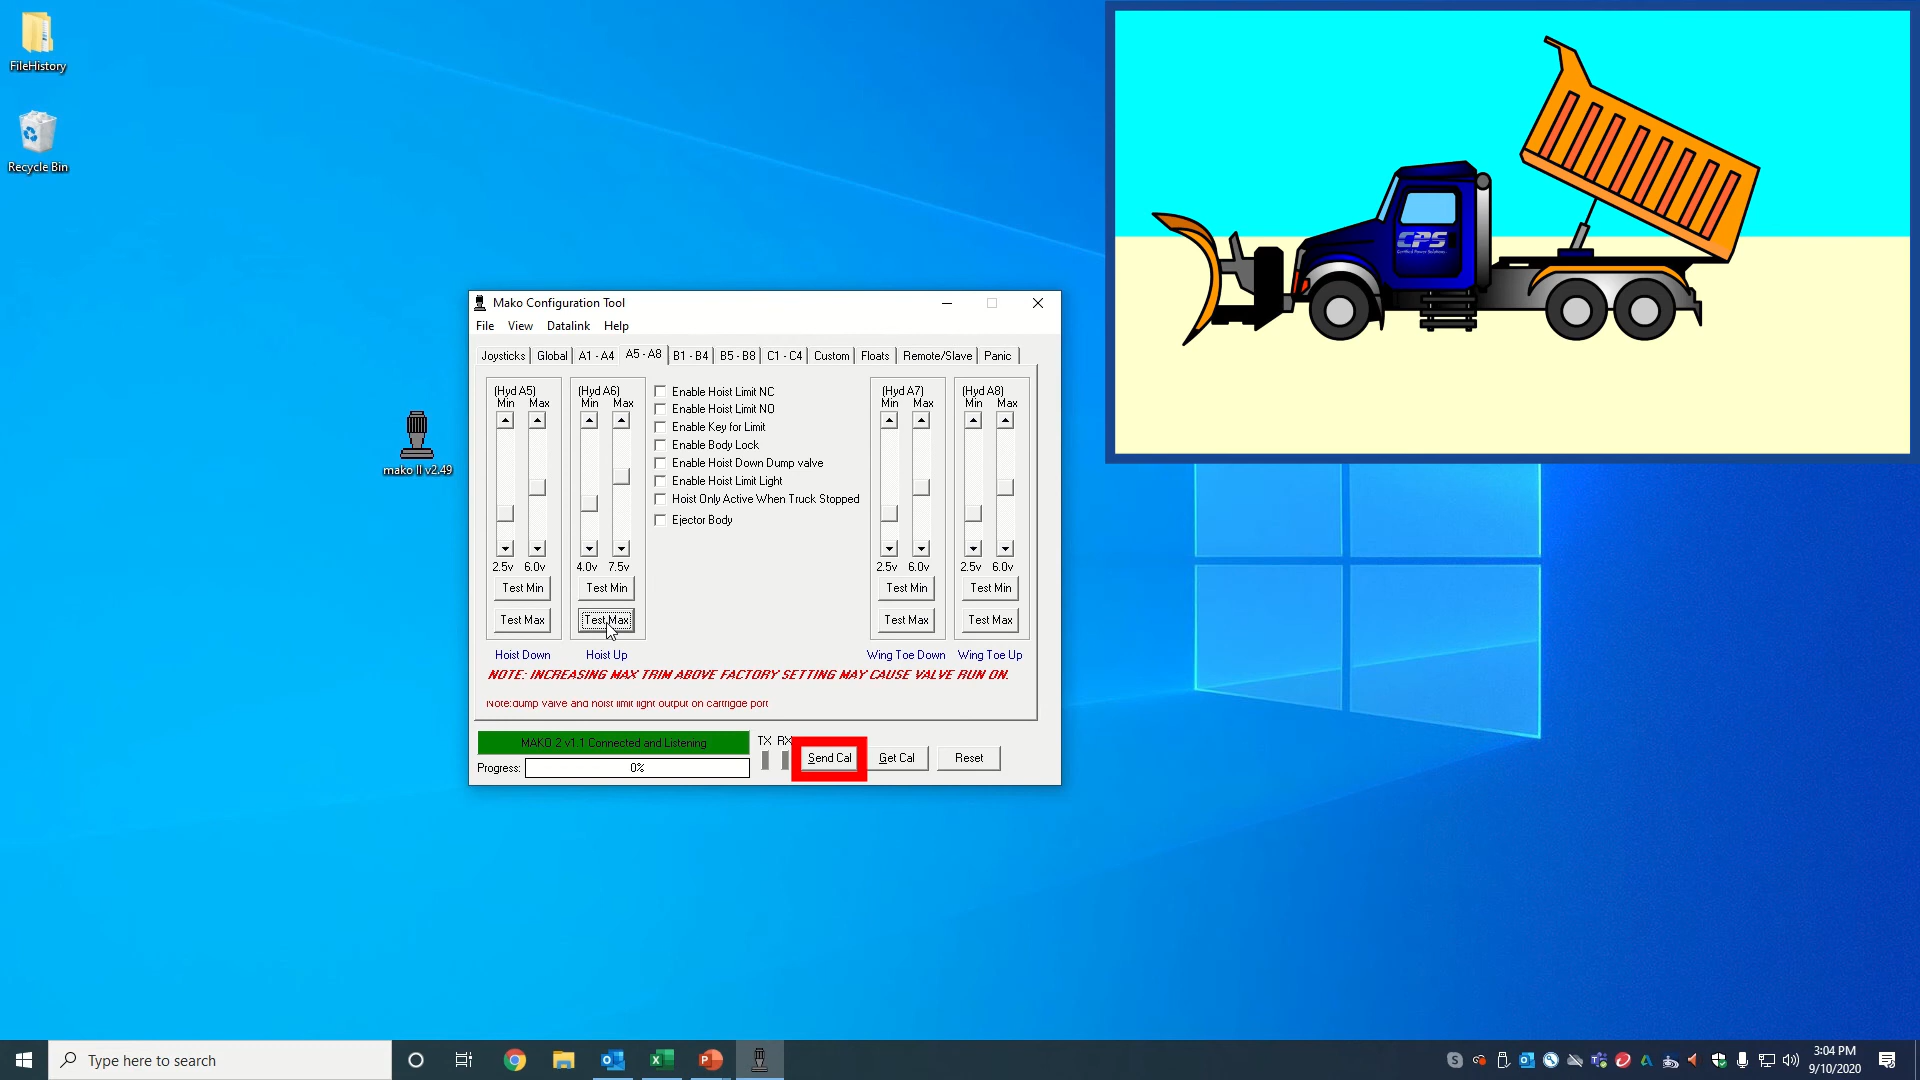 FileHistory
Recycle Bin
mako II v2.49
CPS
Mako Configuration Tool
File View Datalink Help
Joysticks Global A1 - A4 A5 - A8 B1 - B4 B5 - B8 C1 - C4 Custom Floats Remote/Slave Panic
(Hyd A5) (Hyd A6) (Hyd A7) (Hyd A8)
Min Max Min Max Min Max Min Max
Enable Hoist Limit NC
Enable Hoist Limit NO
Enable Key for Limit
Enable Body Lock
Enable Hoist Down Dump valve
Enable Hoist Limit Light
Hoist Only Active When Truck Stopped
Ejector Body
2.5v 6.0v 4.0v 7.5v 2.5v 6.0v 2.5v 6.0v
Test Min Test Min Test Min Test Min
Test Max Test Max Test Max Test Max
Hoist Down Hoist Up Wing Toe Down Wing Toe Up
NOTE: INCREASING MAX TRIM ABOVE FACTORY SETTING MAY CAUSE VALVE RUN ON.
Note:dump valve and hoist limit light output on cartrigde port
MAKO 2 v1.1 Connected and Listening
TX RX
Send Cal Get Cal Reset
Progress: 0%
Type here to search
3:04 PM
9/10/2020